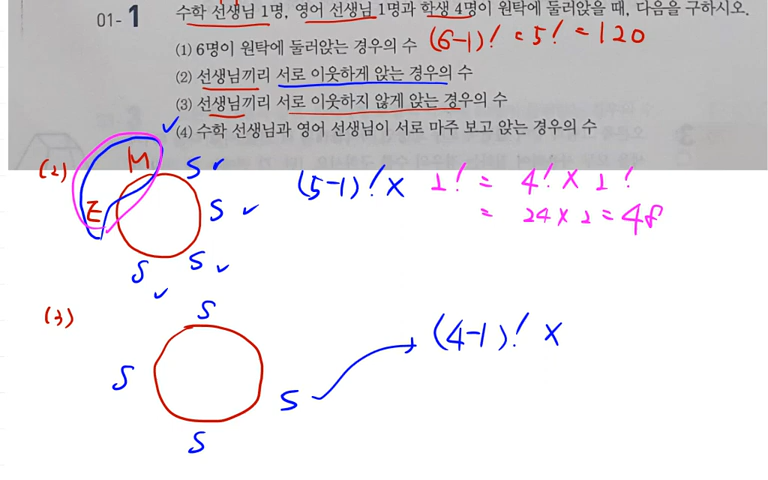 01-1 수학 선생님 1명, 영어 선생님 1명과 학생 4명이 원탁에 둘러앉을 때, 다음을 구하시오.
(1) 6명이 원탁에 둘러앉는 경우의 수 (6-1)! = 5! = 120
(2) 선생님끼리 서로 이웃하게 앉는 경우의 수
(3) 선생님끼리 서로 이웃하지 않게 앉는 경우의 수
(4) 수학 선생님과 영어 선생님이 서로 마주 보고 앉는 경우의 수
(2) M S
E S
S S
(5-1)! × 2! = 4! × 2!
= 24 × 2 = 48
(3) S
S S
S
(4-1)! ×